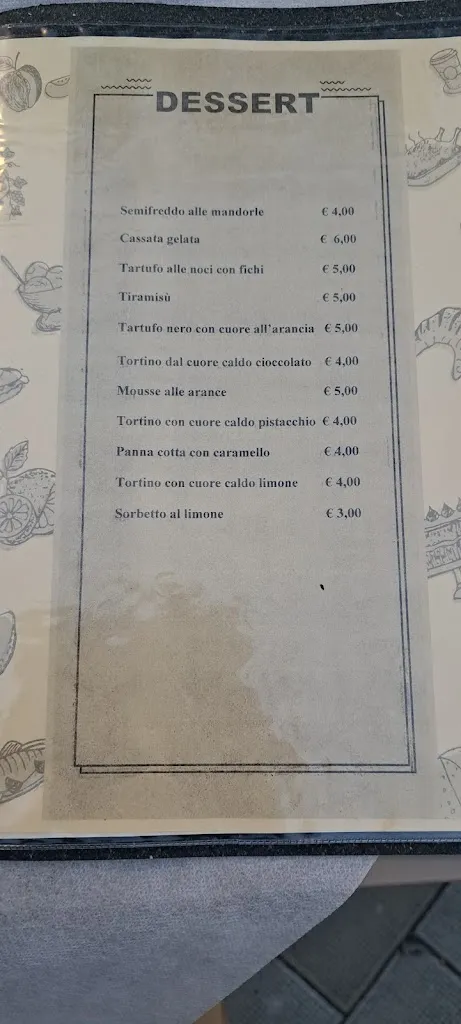 DESSERT
Semifreddo alle mandorle € 4,00
Cassata gelata € 6,00
Tartufo alle noci con fichi € 5,00
Tiramisù € 5,00
Tartufo nero con cuore all'arancia € 5,00
Tortino dal cuore caldo cioccolato € 4,00
Mousse alle arance € 5,00
Tortino con cuore caldo pistacchio € 4,00
Panna cotta con caramello € 4,00
Tortino con cuore caldo limone € 4,00
Sorbetto al limone € 3,00